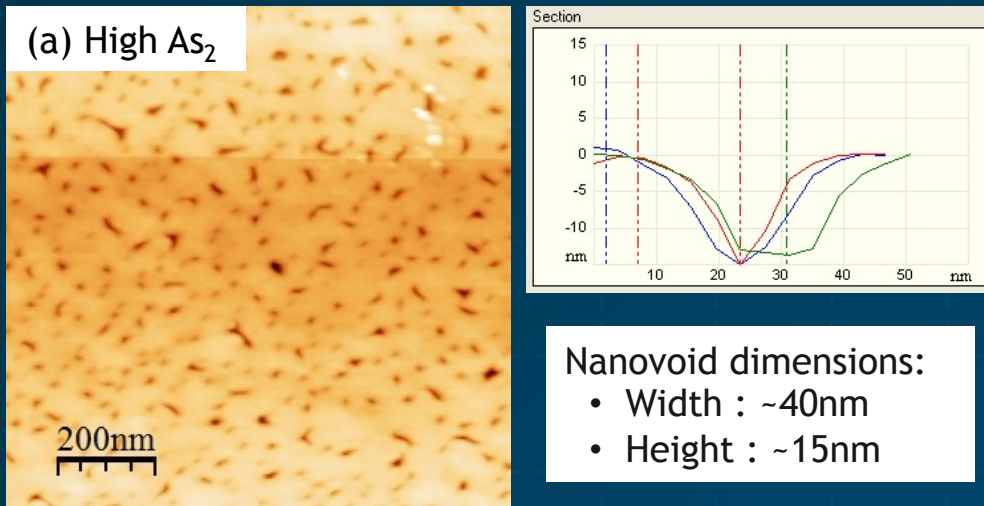 (a) High As₂
200nm
Section
15
10
5
0
-5
-10
nm
10 20 30 40 50 nm
Nanovoid dimensions:
• Width : ~40nm
• Height : ~15nm